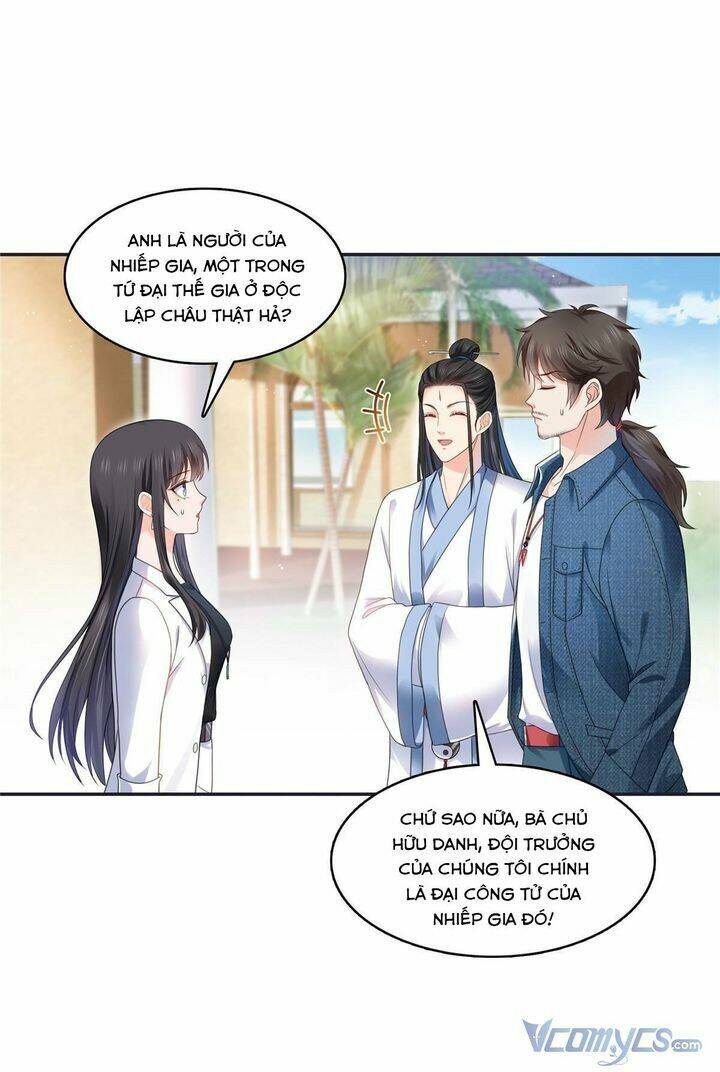 ANH LÀ NGƯỜI CỦA
NHIẾP GIA, MỘT TRONG
TỨ ĐẠI THẾ GIA Ở ĐỘC
LẬP CHÂU THẬT HẢ?
CHỨ SAO NỮA, BÀ CHỦ
HỮU DANH, ĐỘI TRƯỞNG
CỦA CHÚNG TÔI CHÍNH
LÀ ĐẠI CÔNG TỬ CỦA
NHIẾP GIA ĐÓ!
VCOMYCS.com